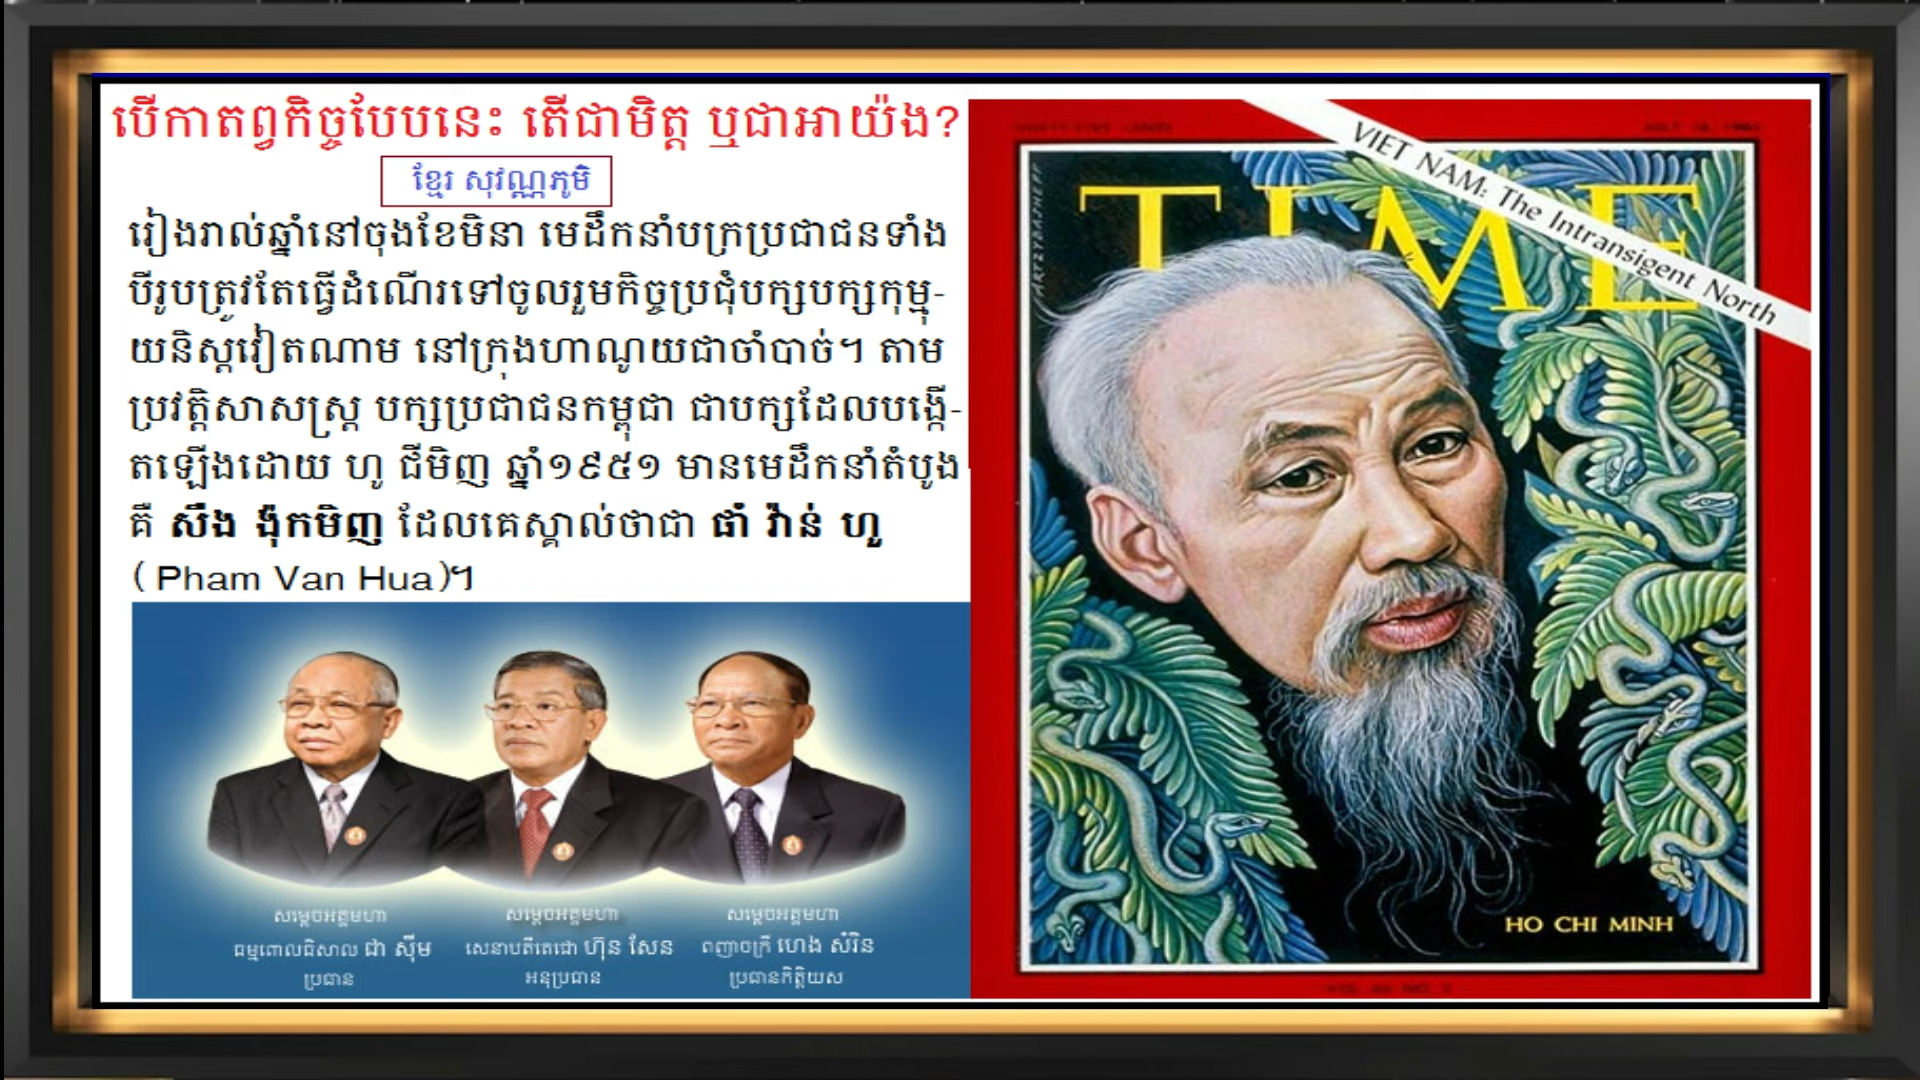 បើកាតព្វកិច្ចបែបនេះ តើជាមិត្ត ឬជាអាយ៉ង?
ខ្មែរ សុវណ្ណភូមិ
រៀងរាល់ឆ្នាំនៅចុងខែមិនា មេដឹកនាំបក្រប្រជាជនទាំង
បីរូបត្រូវតែធ្វើដំណើរទៅចូលរួមកិច្ចប្រជុំបក្សបក្សកុម្មុ-
យនិស្តវៀតណាម នៅក្រុងហាណូយជាចាំបាច់។ តាម
ប្រវត្តិសាសស្ត្រ បក្សប្រជាជនកម្ពុជា ជាបក្សដែលបង្កើ-
តឡើងដោយ ហូ ជីមិញ ឆ្នាំ១៩៥១ មានមេដឹកនាំតំបូង
គឺ សឺង ង៉ុកមិញ ដែលគេស្គាល់ថាជា ផាំ វ៉ាន់ ហួ
( Pham Van Hua)។
សម្តេចអគ្គមហា
ធម្មពោធិសាល ជា ស៊ីម
ប្រធាន
សម្តេចអគ្គមហា
សេនាបតីតេជោ ហ៊ុន សែន
អនុប្រធាន
សម្តេចអគ្គមហា
ពញាចក្រី ហេង សំរិន
ប្រធានកិត្តិយស
TIME
VIET NAM: The Intransigent North
ARTZYBASHEFF
HO CHI MINH